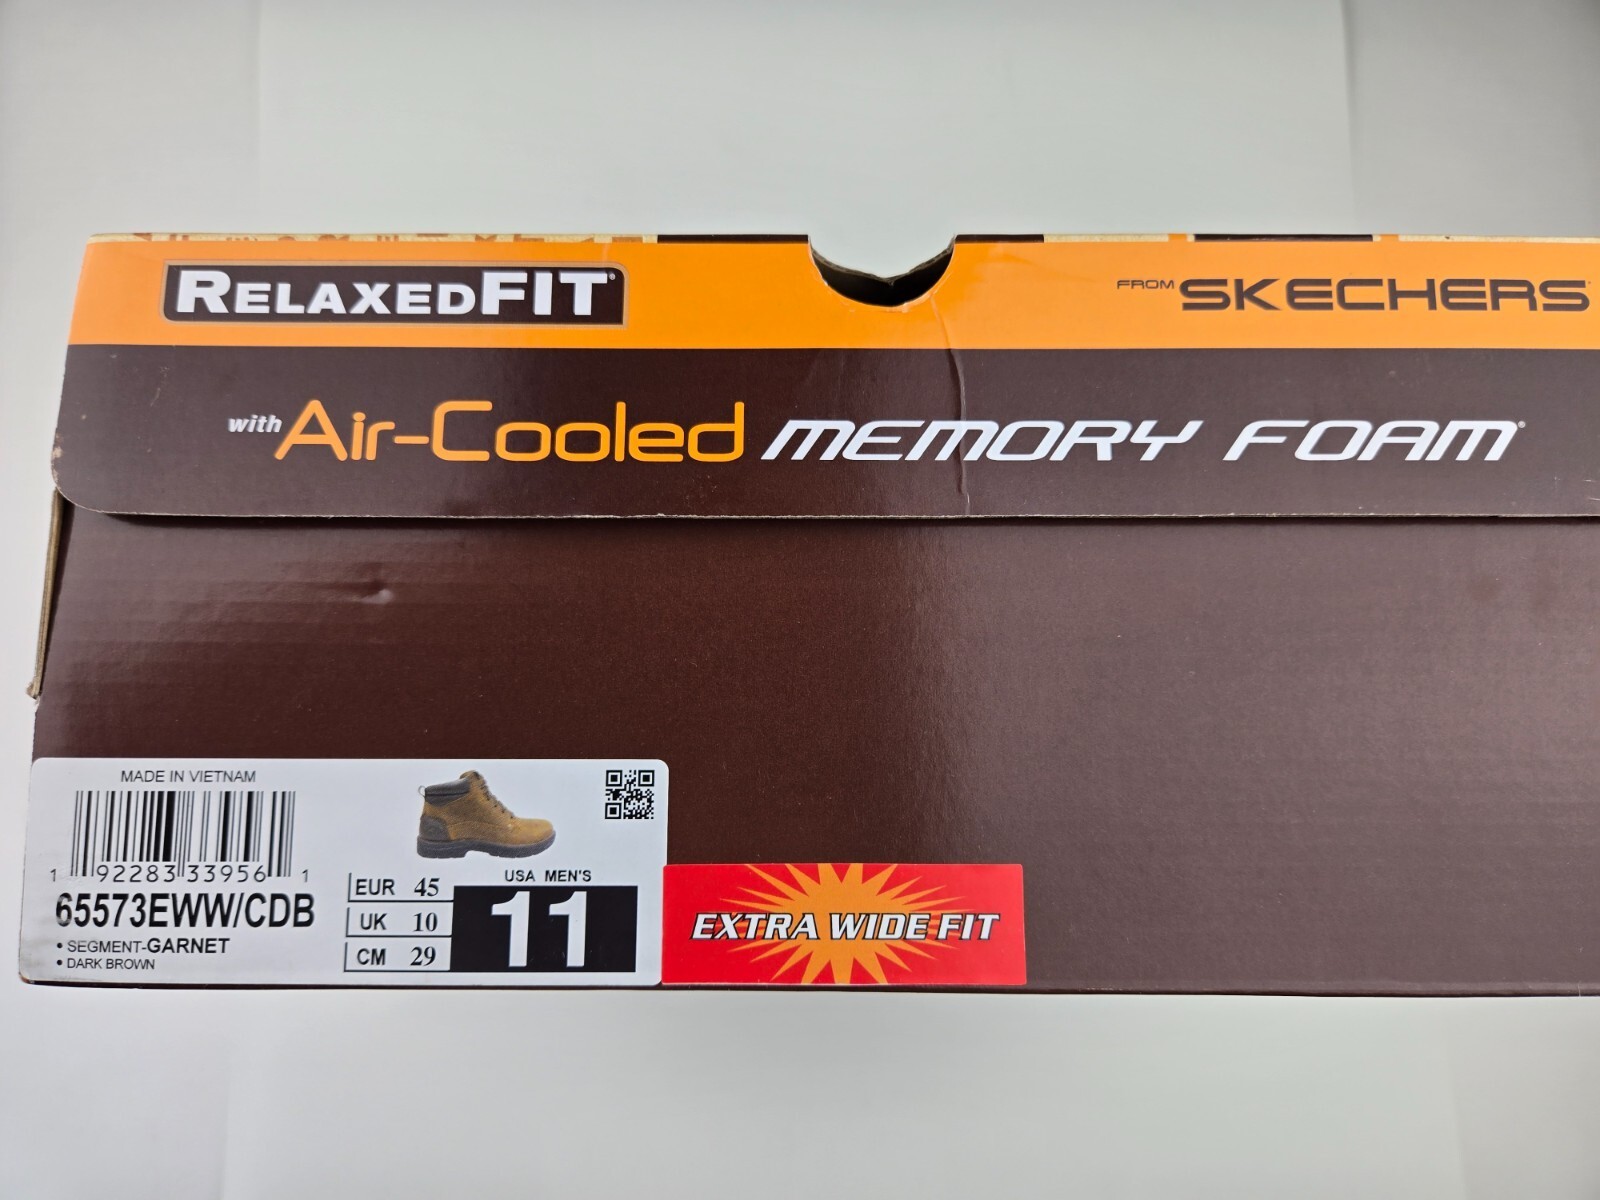 RELAXEDFIT®
FROM SKECHERS
with Air-Cooled MEMORY FOAM®
MADE IN VIETNAM
1 92283 33956 1
65573EWW/CDB
• SEGMENT-GARNET
• DARK BROWN
EUR 45
UK 10
CM 29
USA MEN'S
11
EXTRA WIDE FIT